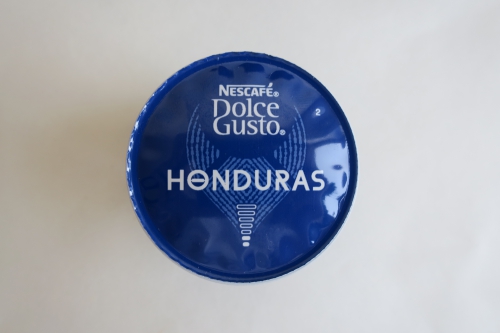 NESCAFÉ®
Dolce
Gusto®
2
HONDURAS